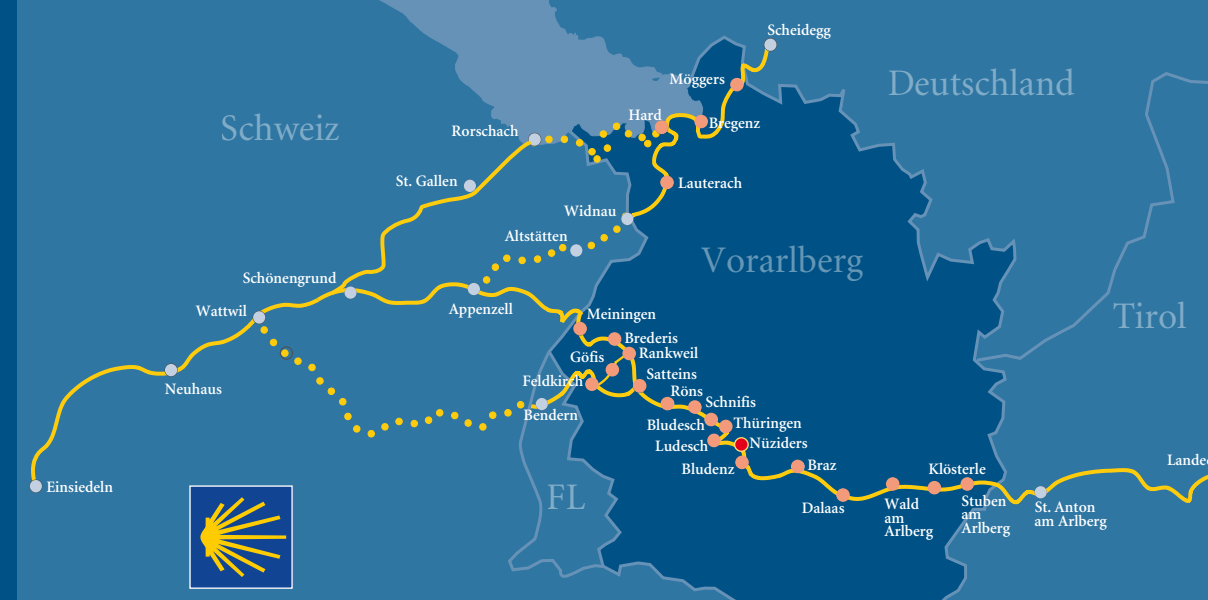 Scheidegg
Möggers
Deutschland
Schweiz
Hard
Bregenz
Rorschach
St. Gallen
Lauterach
Widnau
Altstätten
Vorarlberg
Schönengrund
Appenzell
Wattwil
Meiningen
Tirol
Brederis
Göfis
Rankweil
Neuhaus
Feldkirch
Satteins
Röns
Bendern
Schnifis
Bludesch
Thüringen
Ludesch
Nüziders
Bludenz
Braz
Klösterle
Lande
Einsiedeln
FL
Dalaas
Wald
am
Arlberg
Stuben
am
Arlberg
St. Anton
am Arlberg